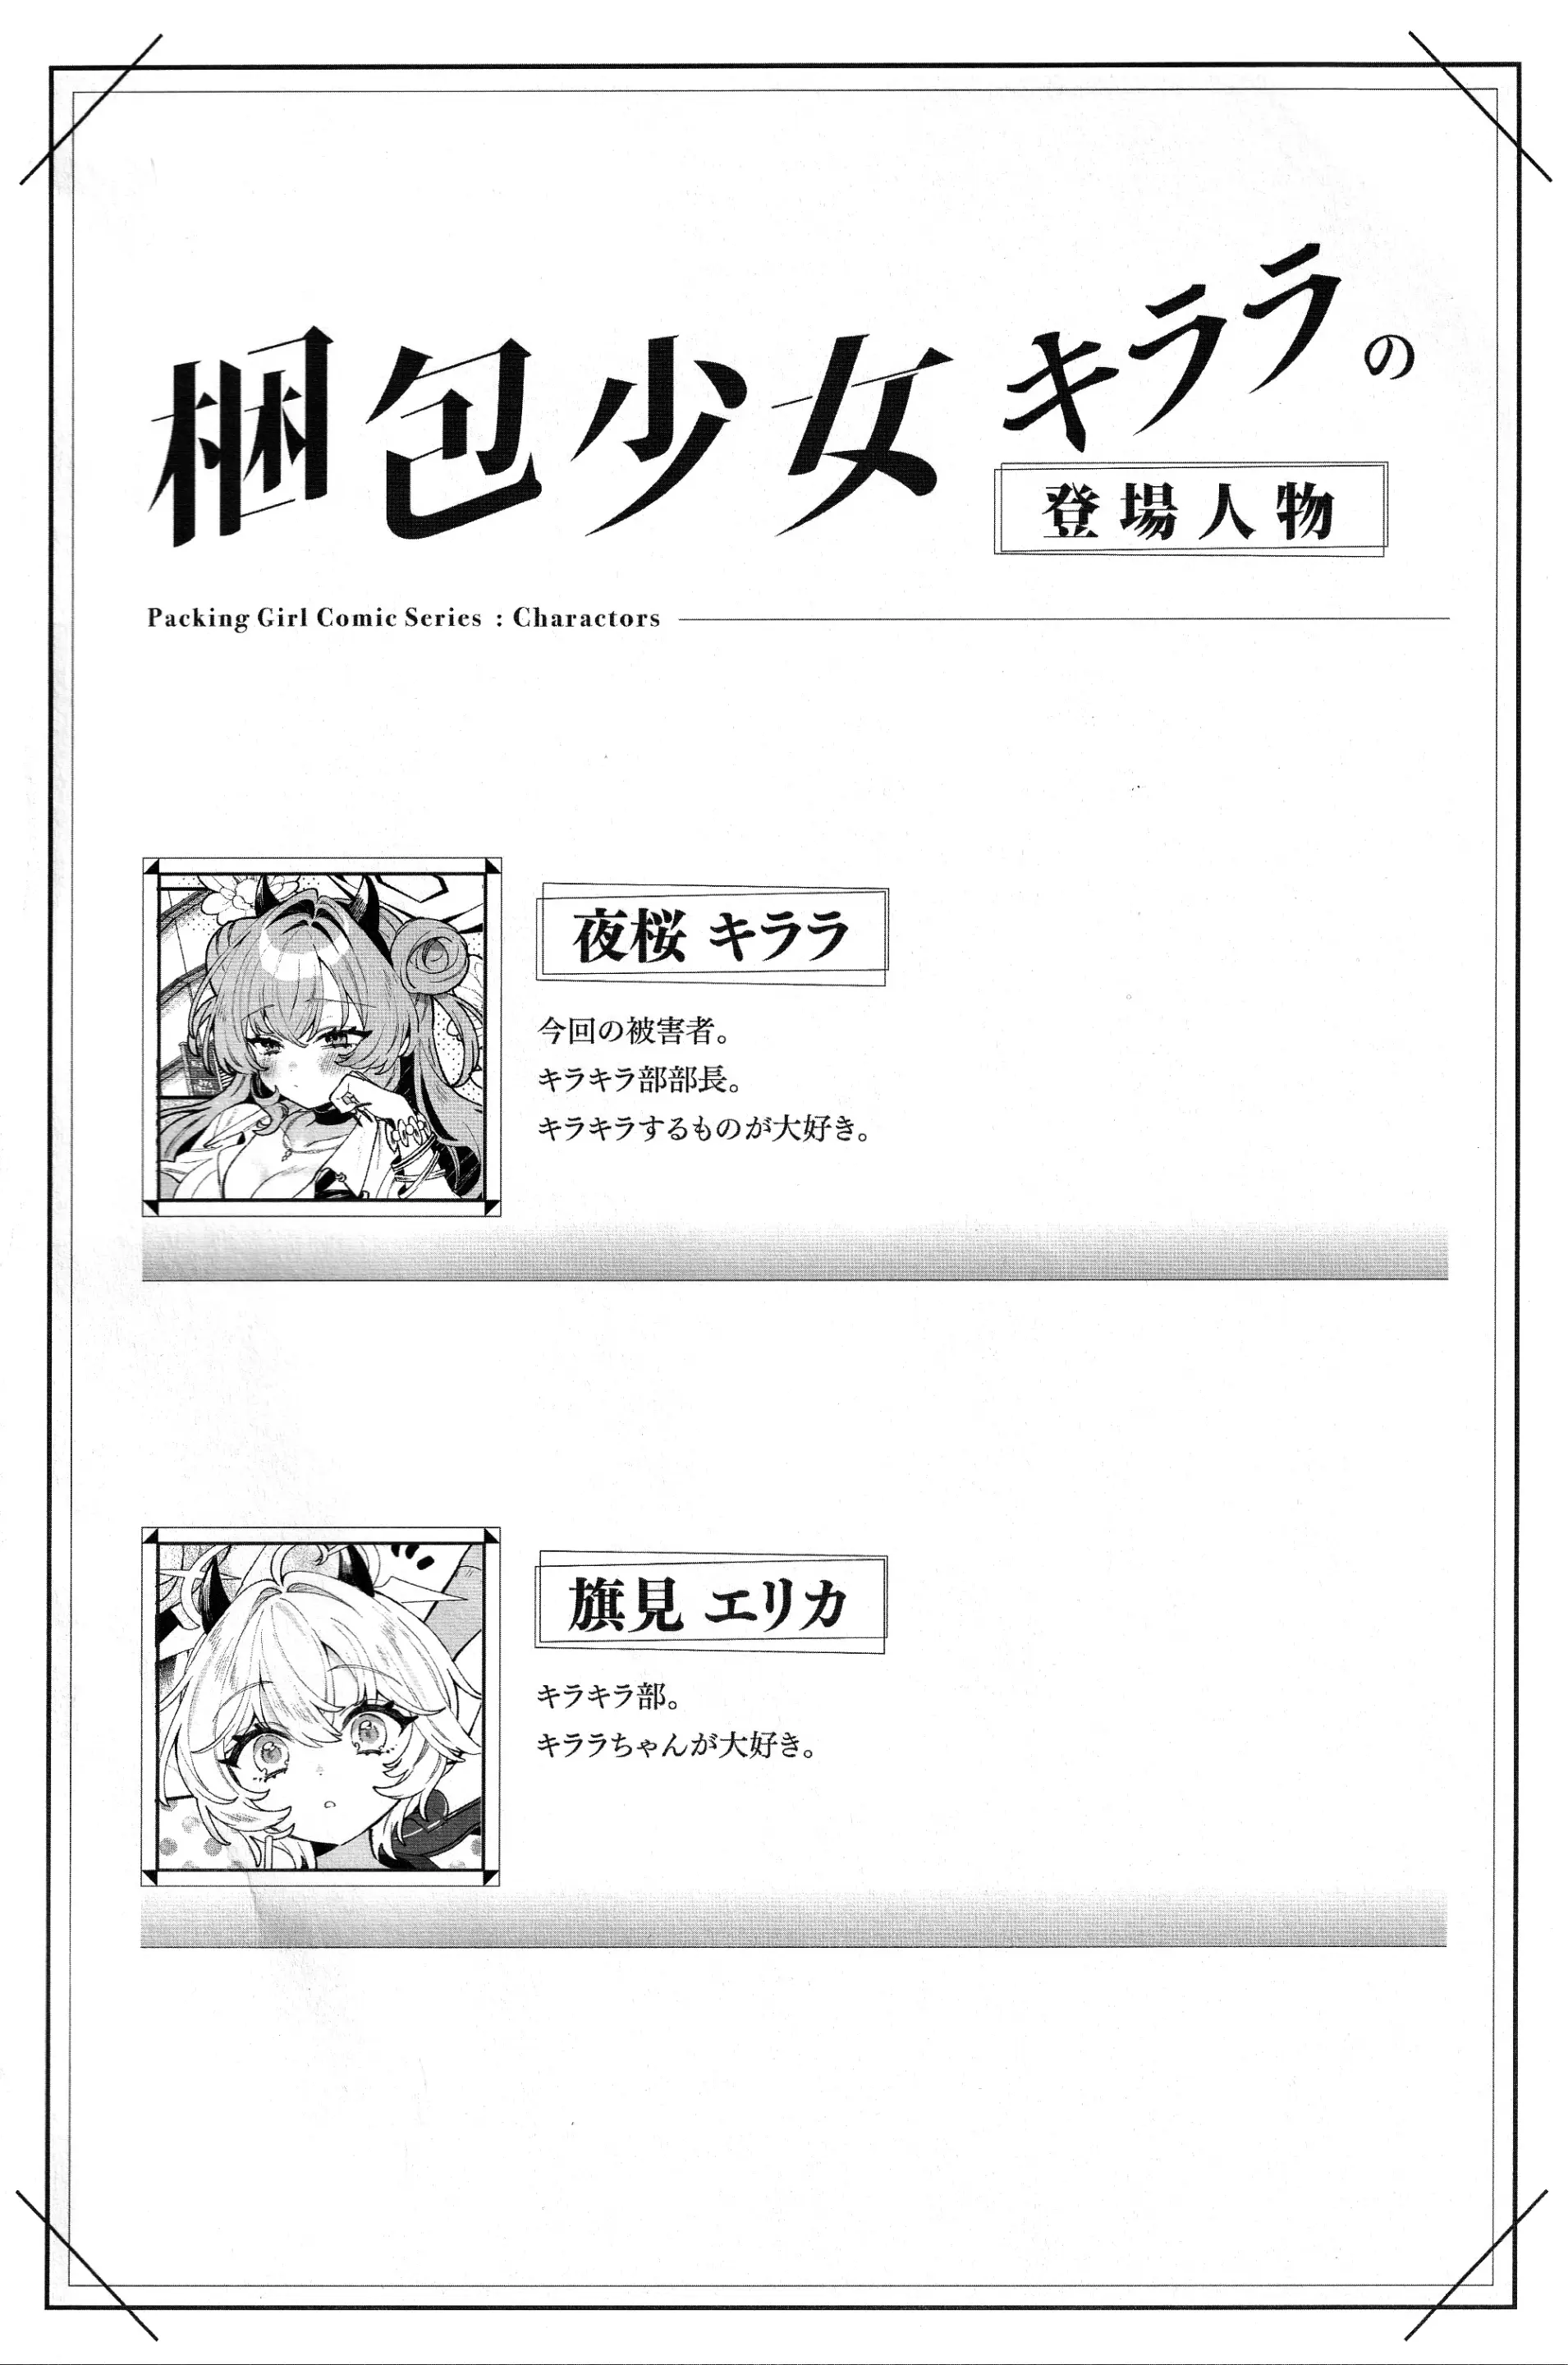 梱包少女キララの
登場人物
Packing Girl Comic Series : Charactors
夜桜 キララ
今回の被害者。
キラキラ部部長。
キラキラするものが大好き。
旗見 エリカ
キラキラ部。
キララちゃんが大好き。